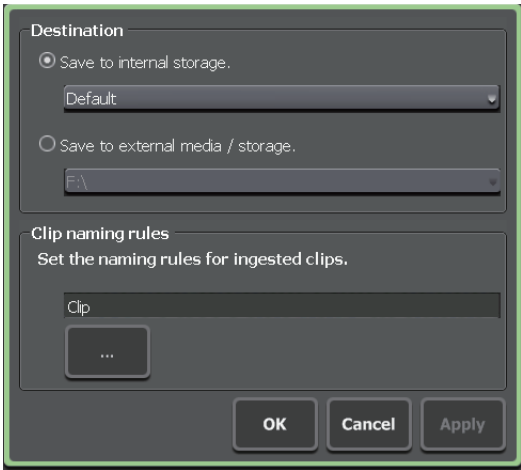 Destination
Save to internal storage.
Default
Save to external media / storage.
F:\
Clip naming rules
Set the naming rules for ingested clips.
Clip
...
OK Cancel Apply